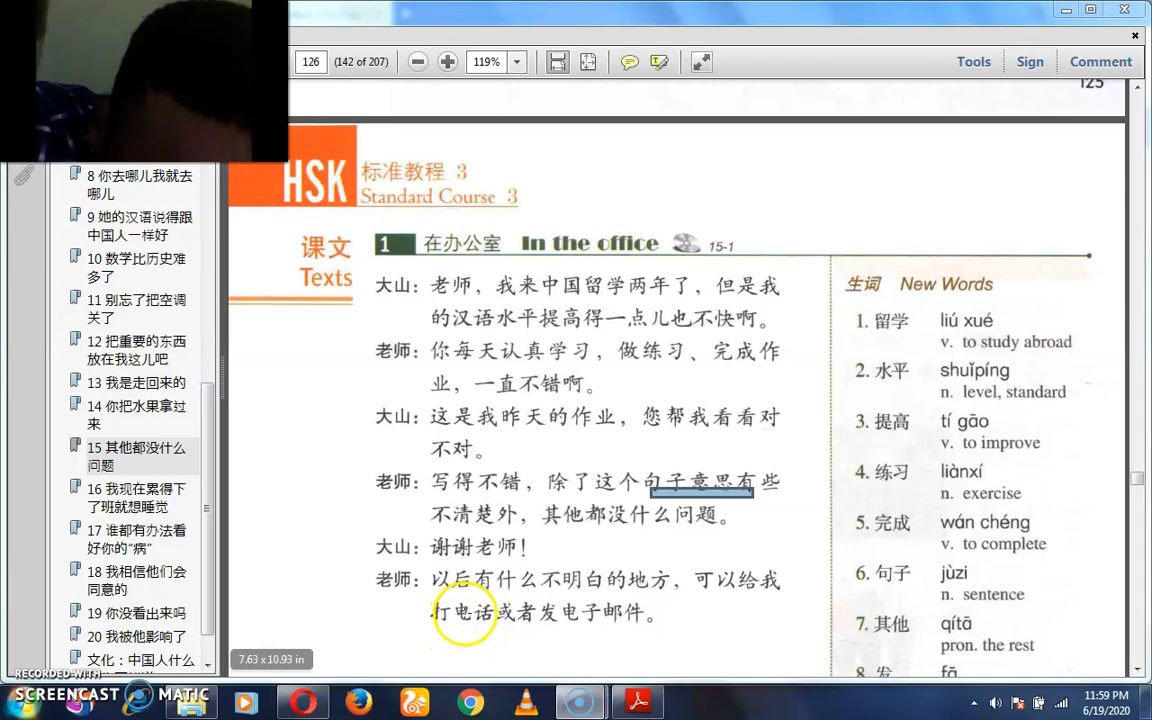 126
(142 of 207)
119%
Tools
Sign
Comment
125
HSK
标准教程 3
Standard Course 3
8 你去哪儿我就去
哪儿
9 她的汉语说得跟
中国人一样好
10 数学比历史难
多了
11 别忘了把空调
关了
12 把重要的东西
放在我这儿吧
13 我是走回来的
14 你把水果拿过
来
15 其他都没什么
问题
16 我现在累得下
了班就想睡觉
17 谁都有办法看
好你的“病”
18 我相信他们会
同意的
19 你没看出来吗
20 我被他影响了
文化：中国人什么
课文
Texts
1 在办公室 In the office 15-1
大山：老师，我来中国留学两年了，但是我
的汉语水平提高得一点儿也不快啊。
老师：你每天认真学习，做练习、完成作
业，一直不错啊。
大山：这是我昨天的作业，您帮我看看对
不对。
老师：写得不错，除了这个句子意思有些
不清楚外，其他都没什么问题。
大山：谢谢老师！
老师：以后有什么不明白的地方，可以给我
打电话或者发电子邮件。
生词 New Words
1. 留学 liú xué
v. to study abroad
2. 水平 shuǐpíng
n. level, standard
3. 提高 tí gāo
v. to improve
4. 练习 liànxí
n. exercise
5. 完成 wán chéng
v. to complete
6. 句子 jùzi
n. sentence
7. 其他 qítā
pron. the rest
8. 发 fā
7.63 x 10.93 in
RECORDED WITH
SCREENCAST MATIC
11:59 PM
6/19/2020